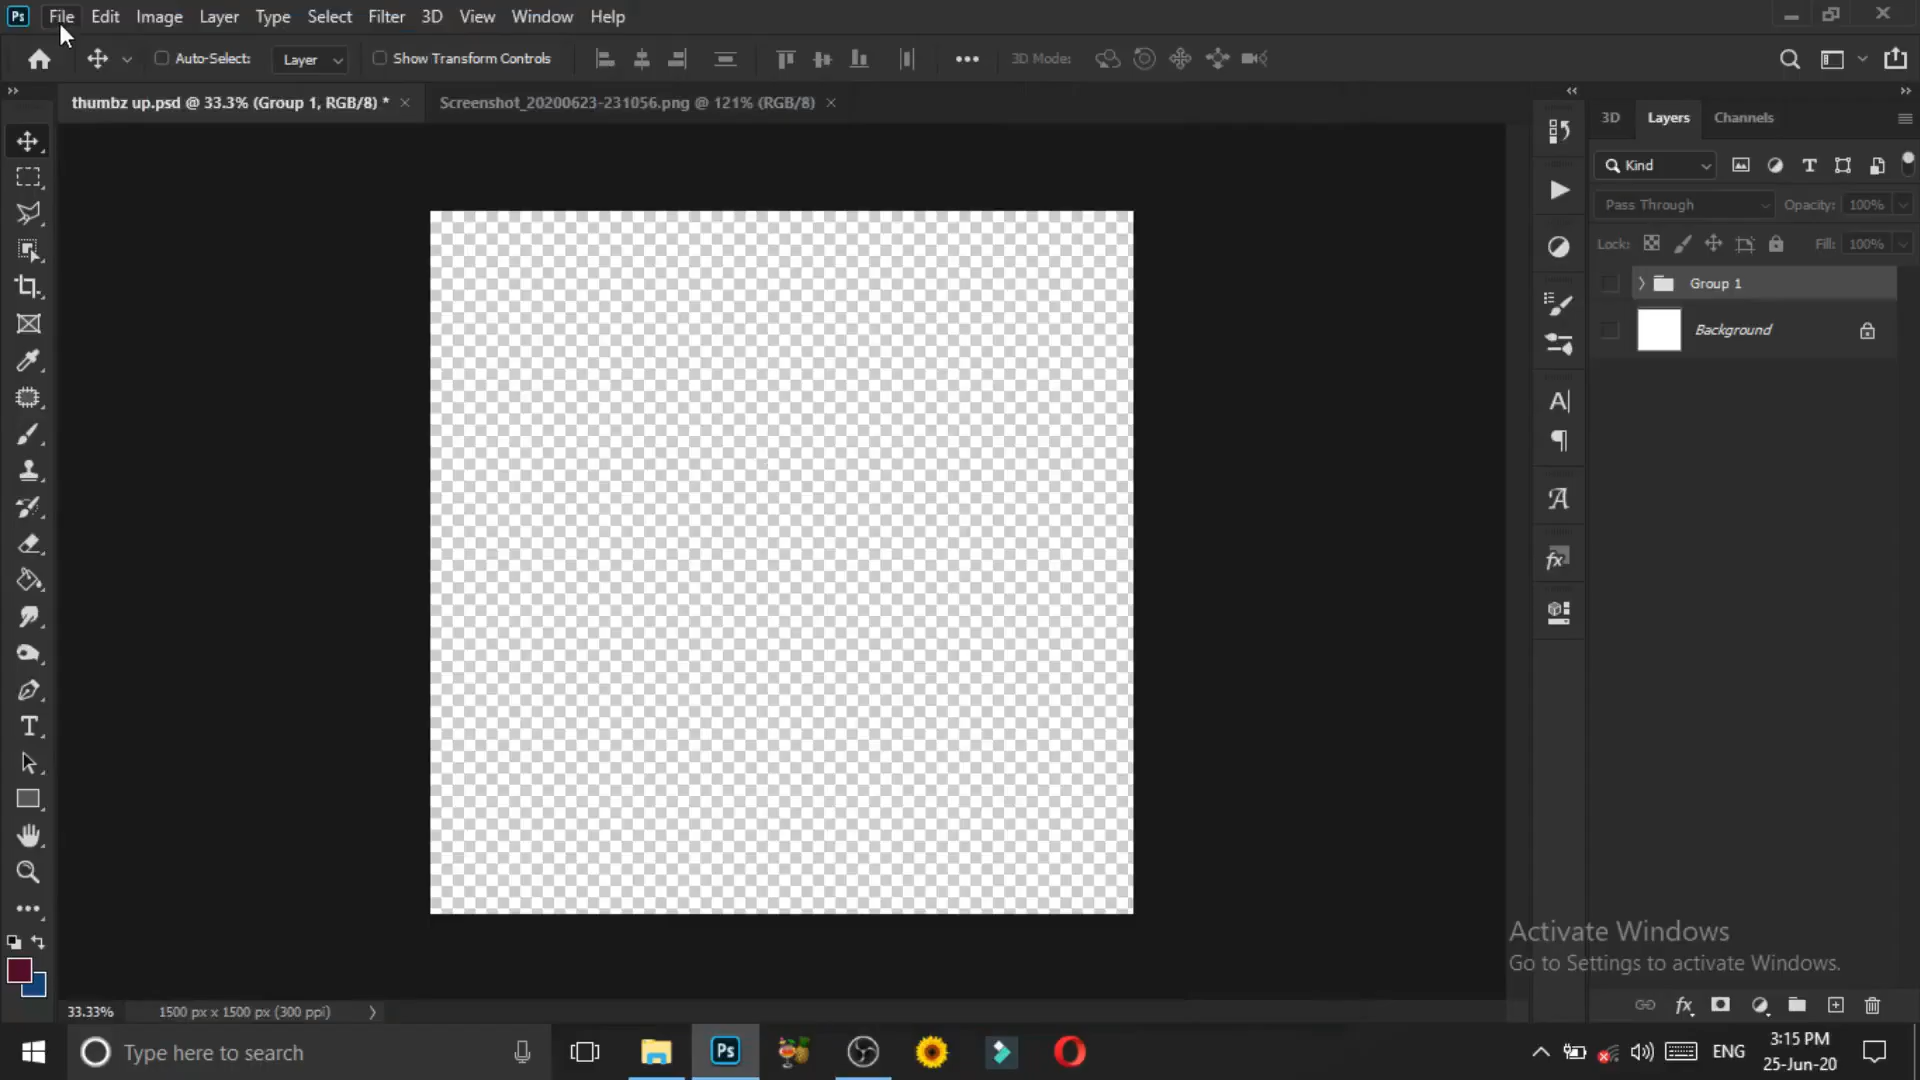 Ps File Edit Image Layer Type Select Filter 3D View Window Help
Auto-Select: Layer Show Transform Controls 3D Mode:
thumbz up.psd @ 33.3% (Group 1, RGB/8) * × Screenshot_20200623-231056.png @ 121% (RGB/8) ×
3D Layers Channels
Kind
Pass Through Opacity: 100%
Lock: Fill: 100%
Group 1
Background
Activate Windows
Go to Settings to activate Windows.
33.33% 1500 px x 1500 px (300 ppi)
Type here to search
Ps
ENG
3:15 PM
25-Jun-20